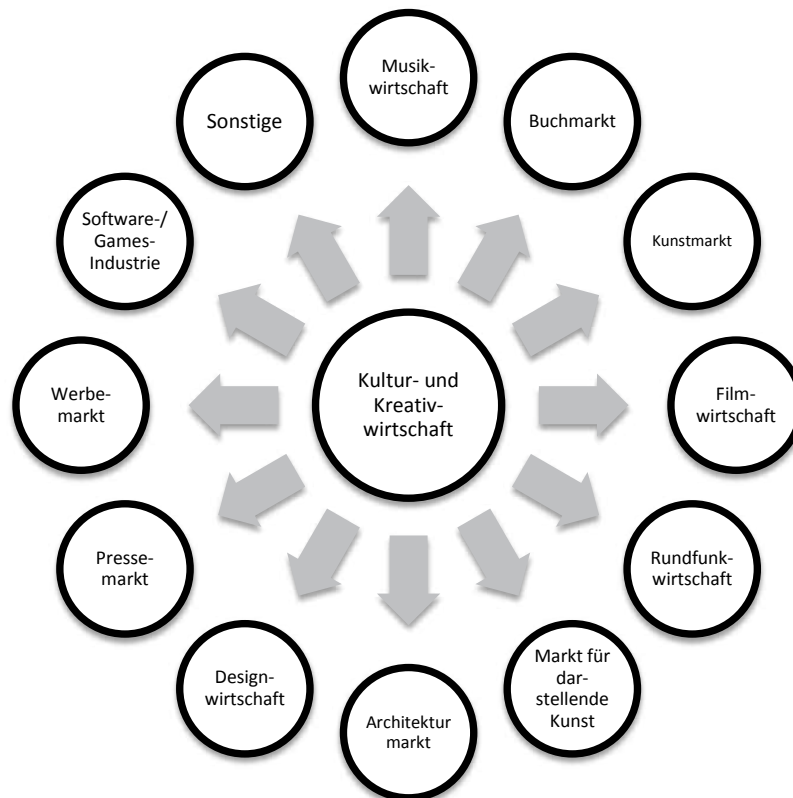 Musik-
wirtschaft
Buchmarkt
Kunstmarkt
Film-
wirtschaft
Rundfunk-
wirtschaft
Markt für
dar-
stellende
Kunst
Architektur
markt
Design-
wirtschaft
Presse-
markt
Werbe-
markt
Software-/
Games-
Industrie
Sonstige
Kultur- und
Kreativ-
wirtschaft